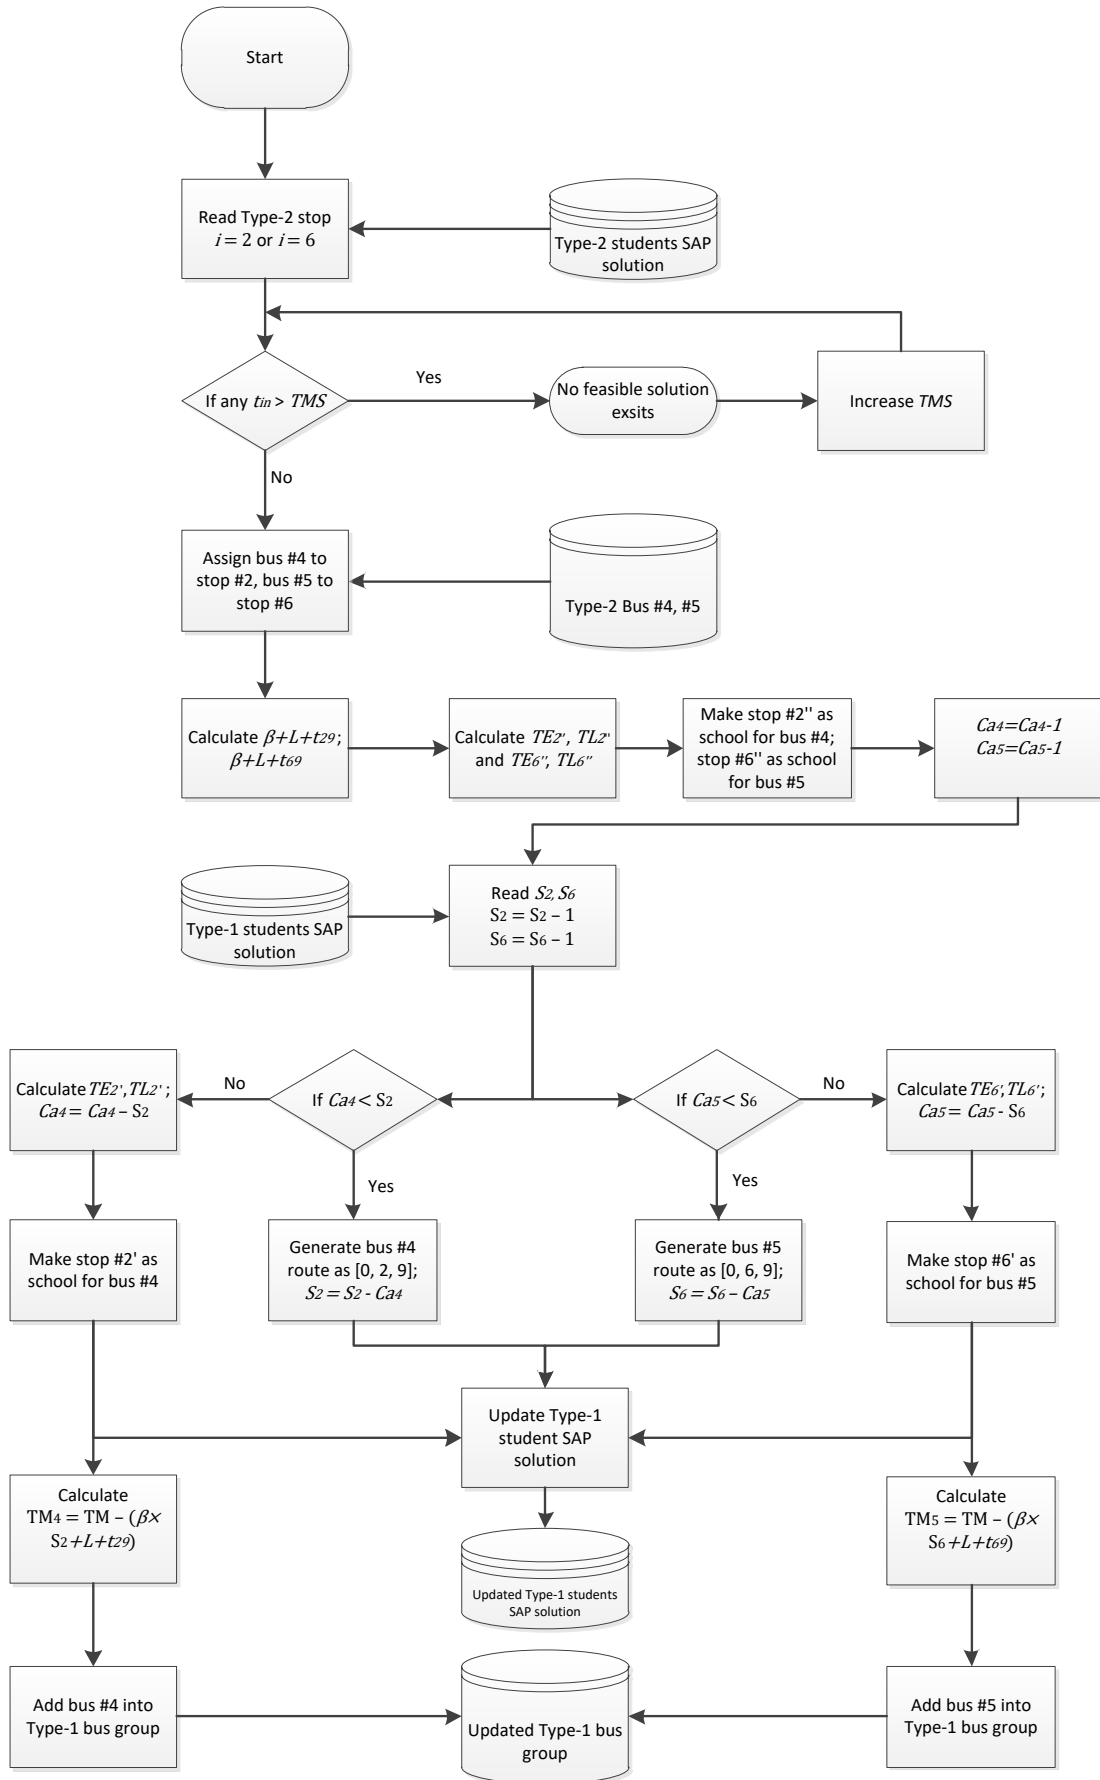 Start
Read Type-2 stop
i = 2 or i = 6
Type-2 students SAP
solution
If any tin > TMS
Yes
No feasible solution
exsits
Increase TMS
No
Assign bus #4 to
stop #2, bus #5 to
stop #6
Type-2 Bus #4, #5
Calculate β+L+t29;
β+L+t69
Calculate TE2'', TL2''
and TE6'', TL6''
Make stop #2'' as
school for bus #4;
stop #6'' as school
for bus #5
Ca4=Ca4-1
Ca5=Ca5-1
Type-1 students SAP
solution
Read S2, S6
S2 = S2 – 1
S6 = S6 – 1
Calculate TE2', TL2';
Ca4 = Ca4 – S2
No
If Ca4 < S2
Yes
If Ca5 < S6
Yes
No
Calculate TE6', TL6';
Ca5 = Ca5 - S6
Make stop #2' as
school for bus #4
Generate bus #4
route as [0, 2, 9];
S2 = S2 - Ca4
Generate bus #5
route as [0, 6, 9];
S6 = S6 – Ca5
Make stop #6' as
school for bus #5
Update Type-1
student SAP
solution
Calculate
TM4 = TM – (β×
S2+L+t29)
Updated Type-1 students
SAP solution
Calculate
TM5 = TM – (β×
S6+L+t69)
Add bus #4 into
Type-1 bus group
Updated Type-1 bus
group
Add bus #5 into
Type-1 bus group